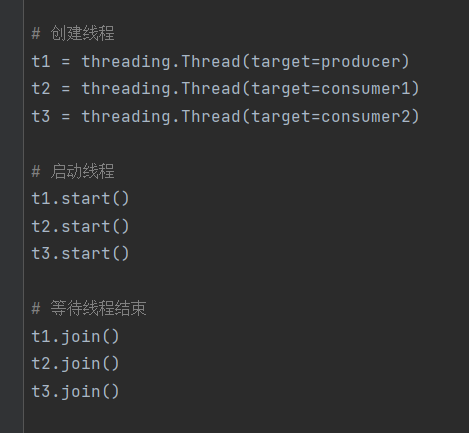 # 创建线程
t1 = threading.Thread(target=producer)
t2 = threading.Thread(target=consumer1)
t3 = threading.Thread(target=consumer2)
# 启动线程
t1.start()
t2.start()
t3.start()
# 等待线程结束
t1.join()
t2.join()
t3.join()